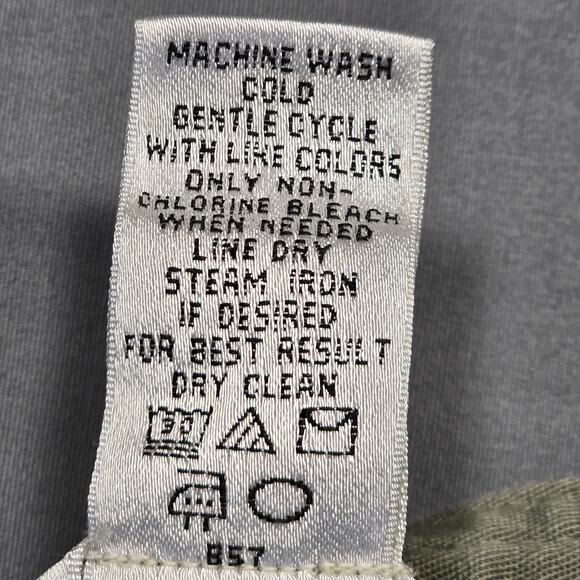 MACHINE WASH
COLD
GENTLE CYCLE
WITH LIKE COLORS
ONLY NON-
CHLORINE BLEACH
WHEN NEEDED
LINE DRY
STEAM IRON
IF DESIRED
FOR BEST RESULT
DRY CLEAN
30
B57